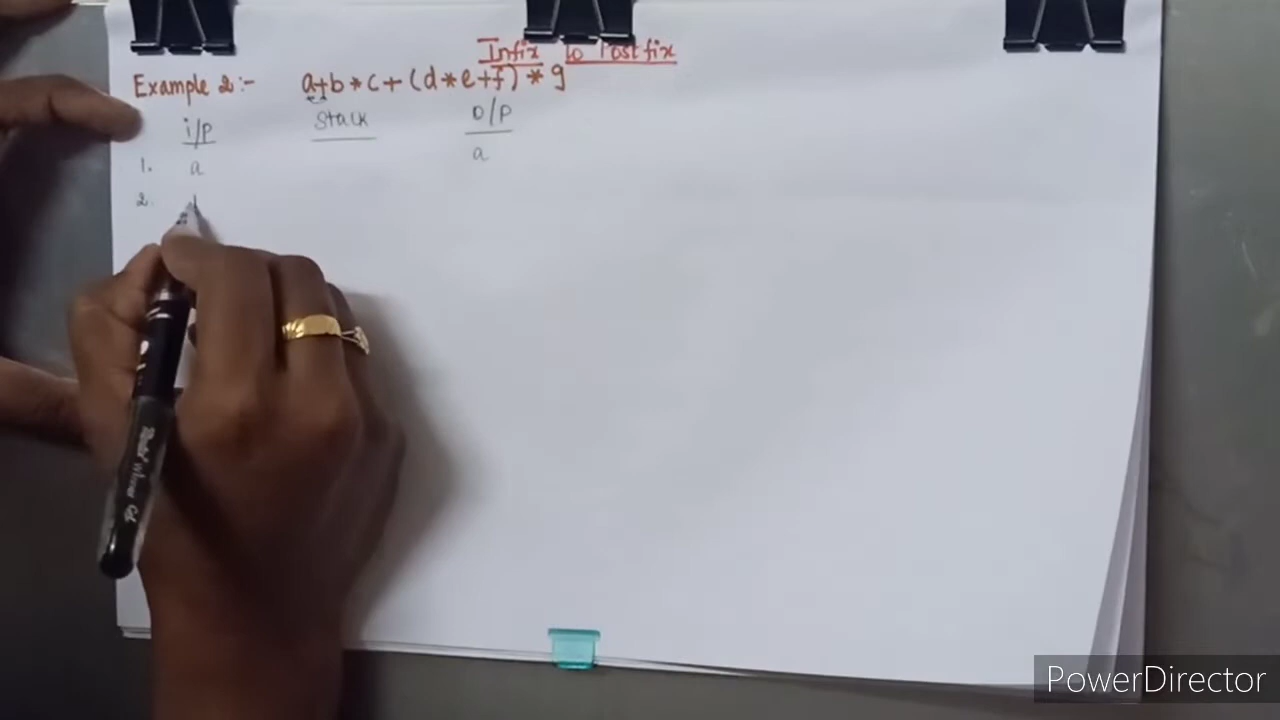 Infix to Postfix
Example 2:- a+b*c+(d*e+f)*g
i/p Stack O/P
1. a a
2.
PowerDirector